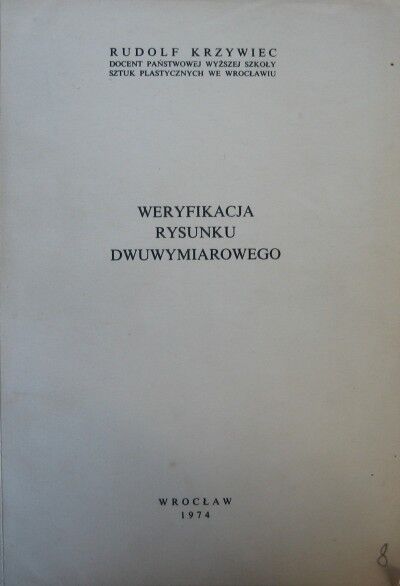 RUDOLF KRZYWIEC
DOCENT PAŃSTWOWEJ WYŻSZEJ SZKOŁY
SZTUK PLASTYCZNYCH WE WROCŁAWIU
WERYFIKACJA
RYSUNKU
DWUWYMIAROWEGO
WROCŁAW
1974
8